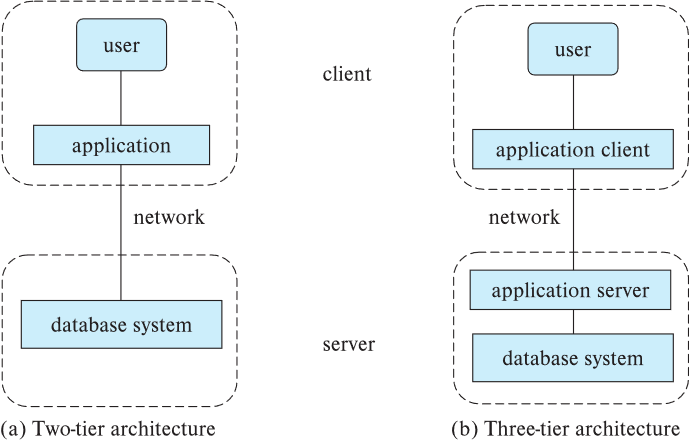 user
application
network
database system
(a) Two-tier architecture
client
server
user
application client
network
application server
database system
(b) Three-tier architecture